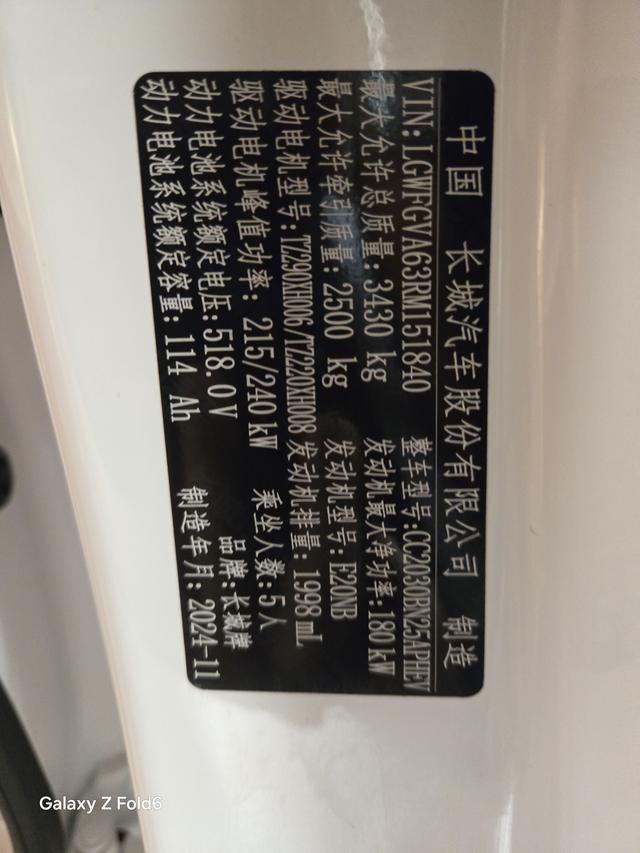 中国 长城汽车股份有限公司 制造
VIN:LGWFGVA63RM151840 整车型号:CC2030BN25APHEV
最大允许总质量:3430 kg 发动机最大净功率:180 kW
最大允许牵引质量:2500 kg 发动机型号:E20NB
驱动电机型号:TZ290XH006/TZ220XH008 发动机排量:1998 mL
驱动电机峰值功率: 215/240 kW 乘坐人数:5人
动力电池系统额定电压:518.0V 品牌:长城牌
动力电池系统额定容量:114 Ah 制造年月:2024-11
Galaxy Z Fold6